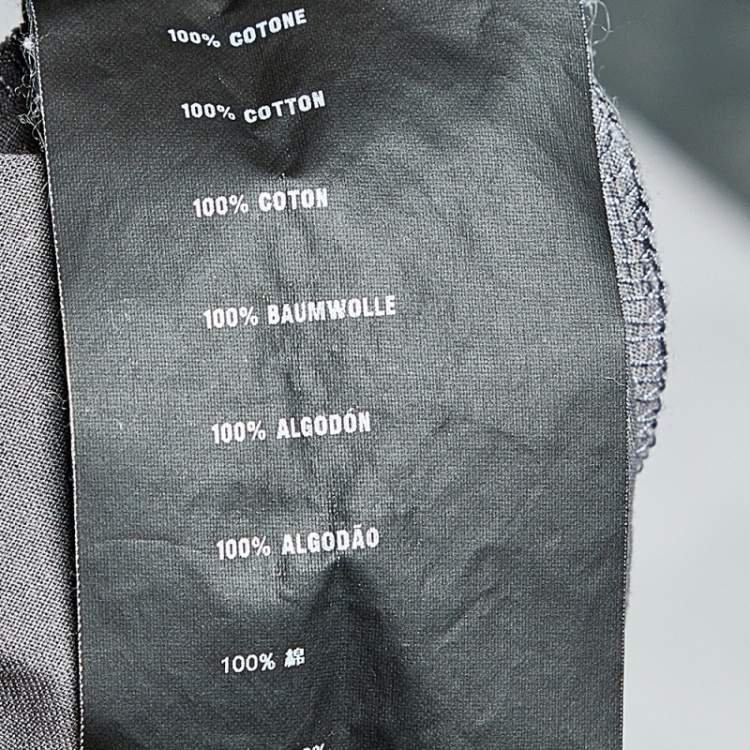 100% COTONE
100% COTTON
100% COTON
100% BAUMWOLLE
100% ALGODÓN
100% ALGODÃO
100% 綿